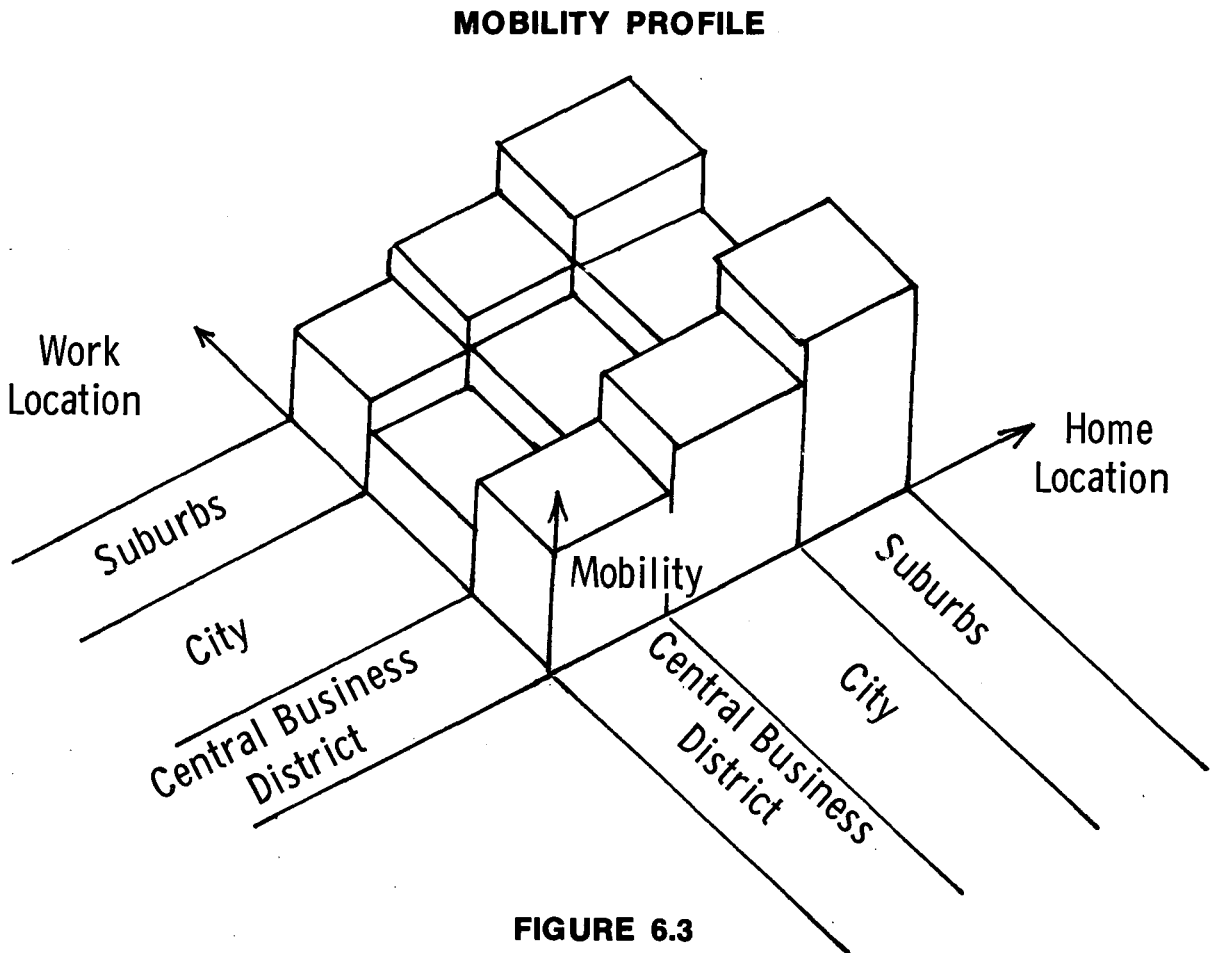 MOBILITY PROFILE
Work
Location
Home
Location
Mobility
Suburbs
City
Central Business
District
Suburbs
City
Central Business
District
FIGURE 6.3